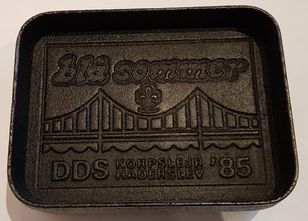 blå sommer
DDS KORPSLEJR '85
HADERSLEV